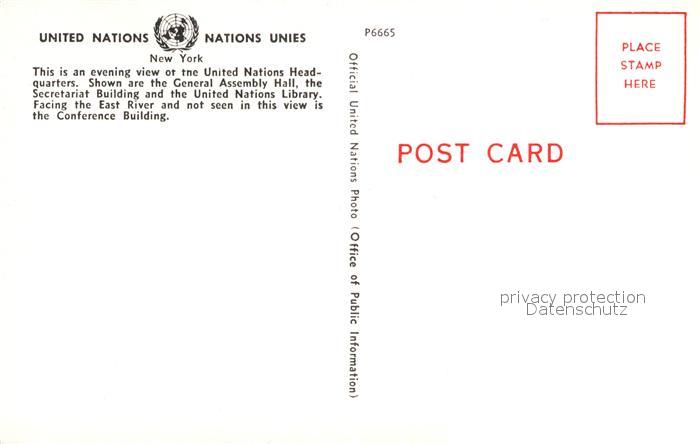 UNITED NATIONS NATIONS UNIES
New York
This is an evening view of the United Nations Head-
quarters. Shown are the General Assembly Hall, the
Secretariat Building and the United Nations Library.
Facing the East River and not seen in this view is
the Conference Building.
Official United Nations Photo (Office of Public Information)
P6665
PLACE
STAMP
HERE
POST CARD
privacy protection
Datenschutz